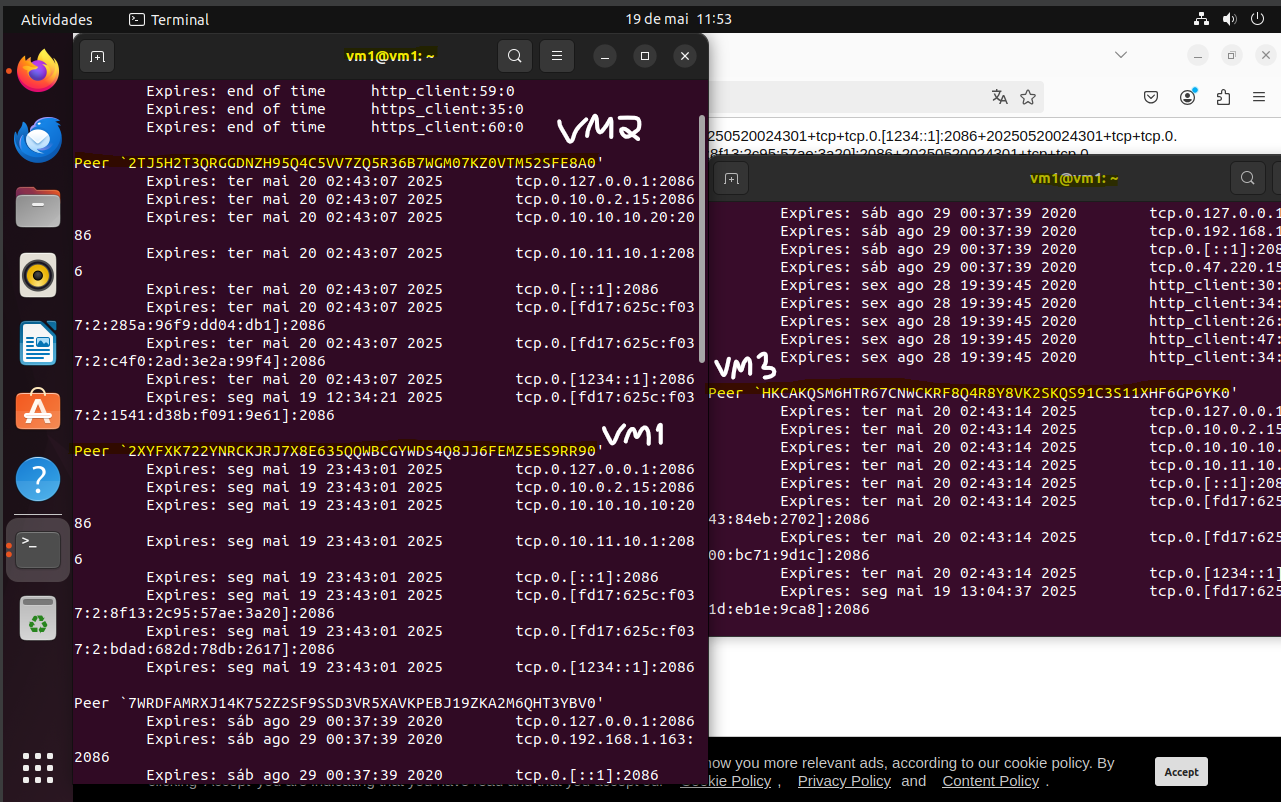 Atividades
Terminal
19 de mai 11:53
vm1@vm1: ~
Expires: end of time http_client:59:0
Expires: end of time https_client:35:0
Expires: end of time https_client:60:0
VM2
Peer `2TJ5H2T3QRGGDNZH95Q4C5VV7ZQ5R36B7WGM07KZ0VTM52SFE8A0'
Expires: ter mai 20 02:43:07 2025 tcp.0.127.0.0.1:2086
Expires: ter mai 20 02:43:07 2025 tcp.0.10.0.2.15:2086
Expires: ter mai 20 02:43:07 2025 tcp.0.10.10.10.20:20
86
Expires: ter mai 20 02:43:07 2025 tcp.0.10.11.10.1:208
6
Expires: ter mai 20 02:43:07 2025 tcp.0.[::1]:2086
Expires: ter mai 20 02:43:07 2025 tcp.0.[fd17:625c:f03
7:2:285a:96f9:dd04:db1]:2086
Expires: ter mai 20 02:43:07 2025 tcp.0.[fd17:625c:f03
7:2:c4f0:2ad:3e2a:99f4]:2086
Expires: ter mai 20 02:43:07 2025 tcp.0.[1234::1]:2086
Expires: seg mai 19 12:34:21 2025 tcp.0.[fd17:625c:f03
7:2:1541:d38b:f091:9e61]:2086
VM1
Peer `2XYFXK722YNRCKJRJ7X8E635QQWBCGYWDS4Q8JJ6FEMZ5ES9RR90'
Expires: seg mai 19 23:43:01 2025 tcp.0.127.0.0.1:2086
Expires: seg mai 19 23:43:01 2025 tcp.0.10.0.2.15:2086
Expires: seg mai 19 23:43:01 2025 tcp.0.10.10.10.10:20
86
Expires: seg mai 19 23:43:01 2025 tcp.0.10.11.10.1:208
6
Expires: seg mai 19 23:43:01 2025 tcp.0.[::1]:2086
Expires: seg mai 19 23:43:01 2025 tcp.0.[fd17:625c:f03
7:2:8f13:2c95:57ae:3a20]:2086
Expires: seg mai 19 23:43:01 2025 tcp.0.[fd17:625c:f03
7:2:bdad:682d:78db:2617]:2086
Expires: seg mai 19 23:43:01 2025 tcp.0.[1234::1]:2086
Peer `7WRDFAMRXJ14K752Z2SF9SSD3VR5XAVKPEBJ19ZKA2M6QHT3YBV0'
Expires: sáb ago 29 00:37:39 2020 tcp.0.127.0.0.1:2086
Expires: sáb ago 29 00:37:39 2020 tcp.0.192.168.1.163:
2086
Expires: sáb ago 29 00:37:39 2020 tcp.0.[::1]:2086
20250520024301+tcp+tcp.0.[1234::1]:2086+20250520024301+tcp+tcp.0.
8f13:2c95:57ae:3a20]:2086+20250520024301+tcp+tcp.0
vm1@vm1: ~
Expires: sáb ago 29 00:37:39 2020 tcp.0.127.0.0.1
Expires: sáb ago 29 00:37:39 2020 tcp.0.192.168.1
Expires: sáb ago 29 00:37:39 2020 tcp.0.[::1]:208
Expires: sáb ago 29 00:37:39 2020 tcp.0.47.220.15
Expires: sex ago 28 19:39:45 2020 http_client:30:
Expires: sex ago 28 19:39:45 2020 http_client:34:
Expires: sex ago 28 19:39:45 2020 http_client:26:
Expires: sex ago 28 19:39:45 2020 http_client:47:
Expires: sex ago 28 19:39:45 2020 http_client:34:
VM3
Peer `HKCAKQSM6HTR67CNWCKRF8Q4R8Y8VK2SKQS91C3S11XHF6GP6YK0'
Expires: ter mai 20 02:43:14 2025 tcp.0.127.0.0.1
Expires: ter mai 20 02:43:14 2025 tcp.0.10.0.2.15
Expires: ter mai 20 02:43:14 2025 tcp.0.10.10.10.
Expires: ter mai 20 02:43:14 2025 tcp.0.10.11.10.
Expires: ter mai 20 02:43:14 2025 tcp.0.[::1]:208
Expires: ter mai 20 02:43:14 2025 tcp.0.[fd17:625
43:84eb:2702]:2086
Expires: ter mai 20 02:43:14 2025 tcp.0.[fd17:625
00:bc71:9d1c]:2086
Expires: ter mai 20 02:43:14 2025 tcp.0.[1234::1]
Expires: seg mai 19 13:04:37 2025 tcp.0.[fd17:625
1d:eb1e:9ca8]:2086
how you more relevant ads, according to our cookie policy. By
clicking 'Accept' you are indicating that you have read and that you accept our Cookie Policy , Privacy Policy and Content Policy .
Accept